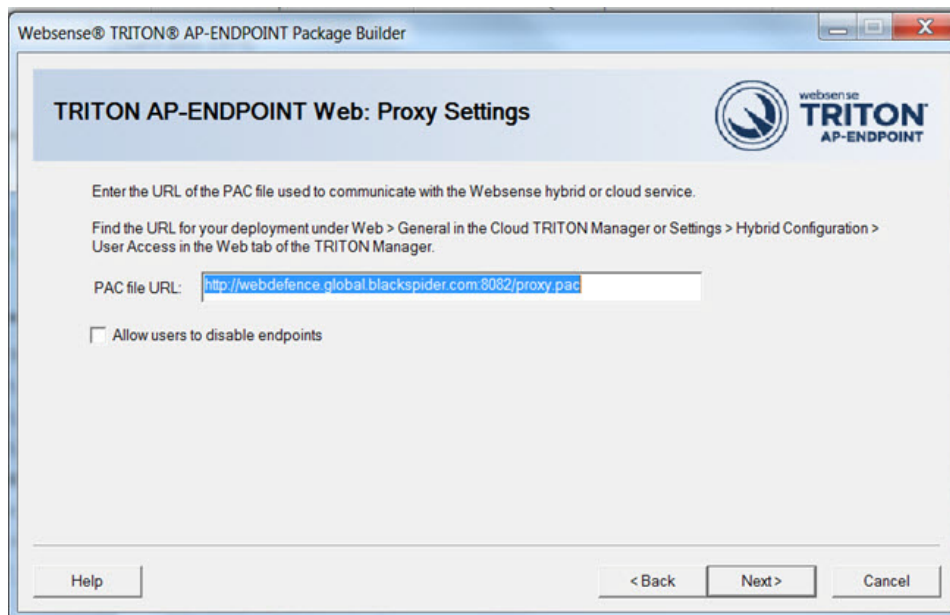 Websense® TRITON® AP-ENDPOINT Package Builder
TRITON AP-ENDPOINT Web: Proxy Settings
websense
TRITON
AP-ENDPOINT
Enter the URL of the PAC file used to communicate with the Websense hybrid or cloud service.
Find the URL for your deployment under Web > General in the Cloud TRITON Manager or Settings > Hybrid Configuration >
User Access in the Web tab of the TRITON Manager.
PAC file URL: http://webdefence.global.blackspider.com:8082/proxy.pac
Allow users to disable endpoints
Help
< Back
Next >
Cancel